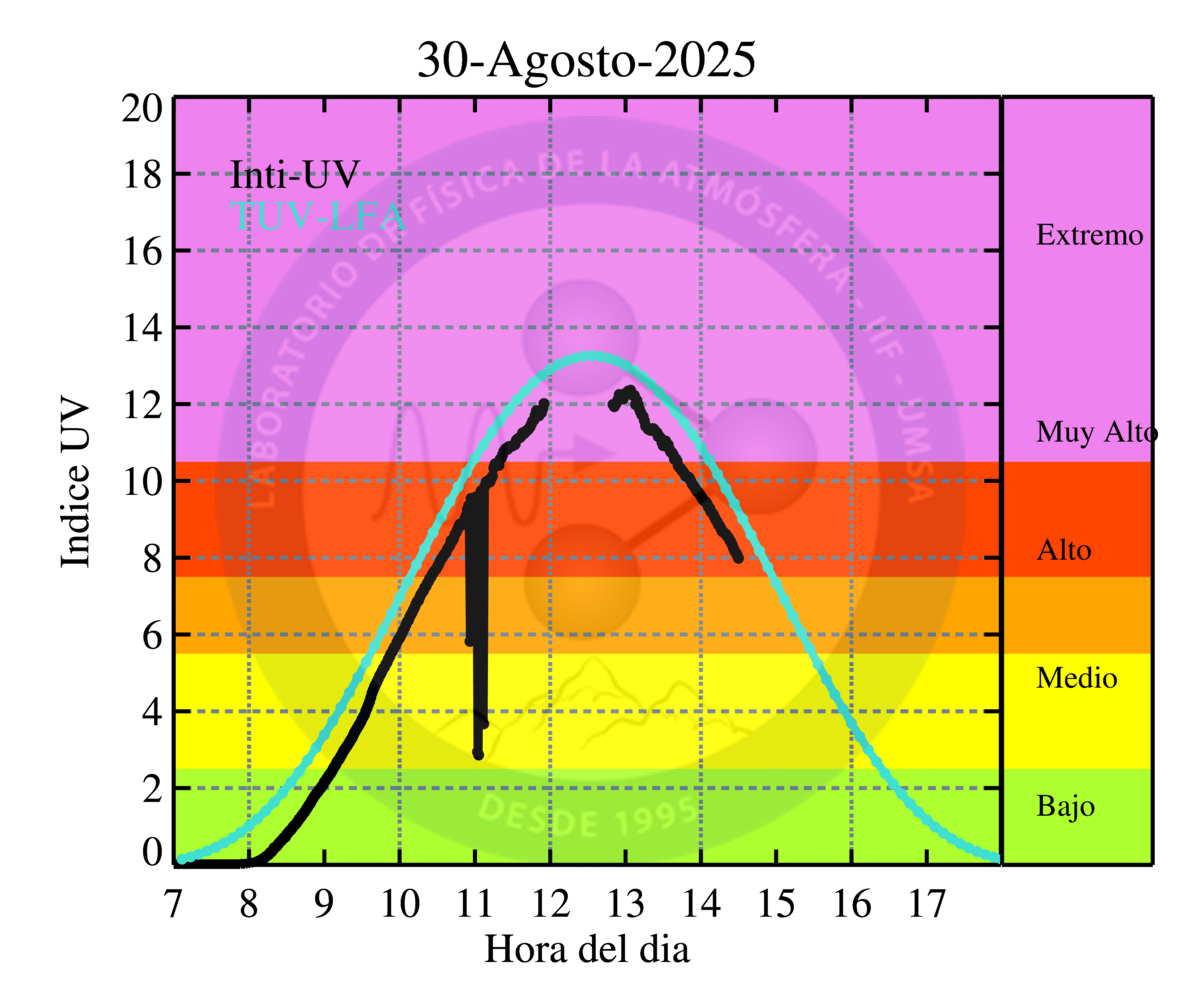 30-Agosto-2025
20
18
16
14
12
10
8
6
4
2
0
Indice UV
Inti-UV
TUV-LFA
LABORATORIO DE FÍSICA DE LA ATMÓSFERA - IIF - UMSA
DESDE 1995
Extremo
Muy Alto
Alto
Medio
Bajo
7 8 9 10 11 12 13 14 15 16 17
Hora del dia